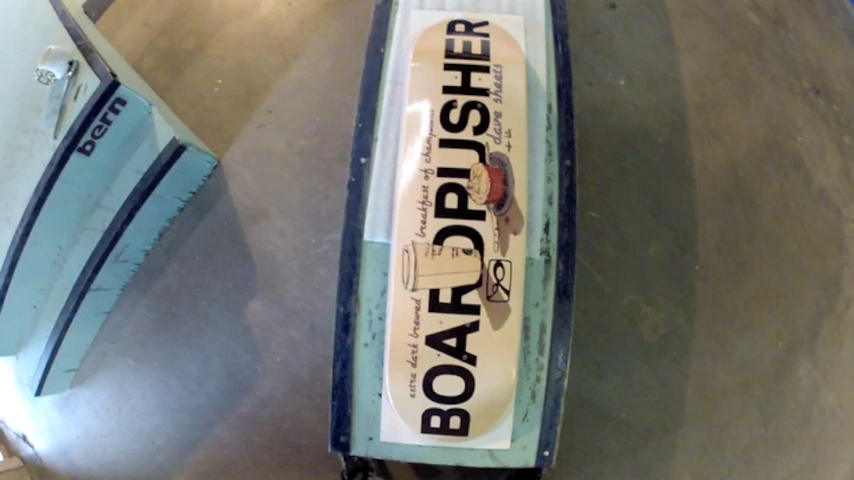 bern
BOARDPUSHER
extra dark brewed
breakfast of champions
dave sheets